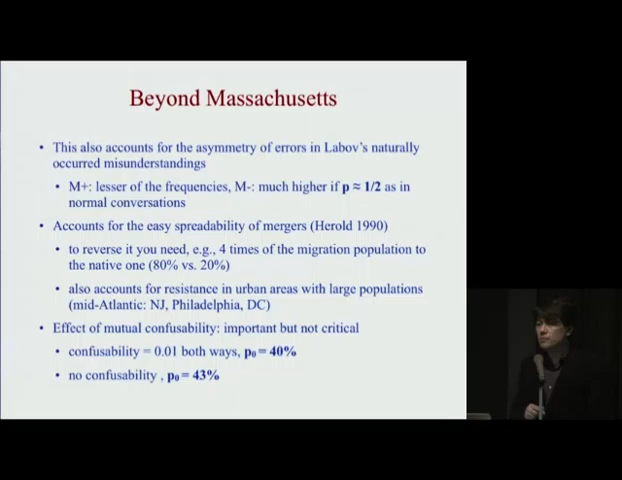 Beyond Massachusetts
• This also accounts for the asymmetry of errors in Labov's naturally
occurred misunderstandings
• M+: lesser of the frequencies, M-: much higher if p ≈ 1/2 as in
normal conversations
• Accounts for the easy spreadability of mergers (Herold 1990)
• to reverse it you need, e.g., 4 times of the migration population to
the native one (80% vs. 20%)
• also accounts for resistance in urban areas with large populations
(mid-Atlantic: NJ, Philadelphia, DC)
• Effect of mutual confusability: important but not critical
• confusability = 0.01 both ways, p₀ = 40%
• no confusability , p₀ = 43%